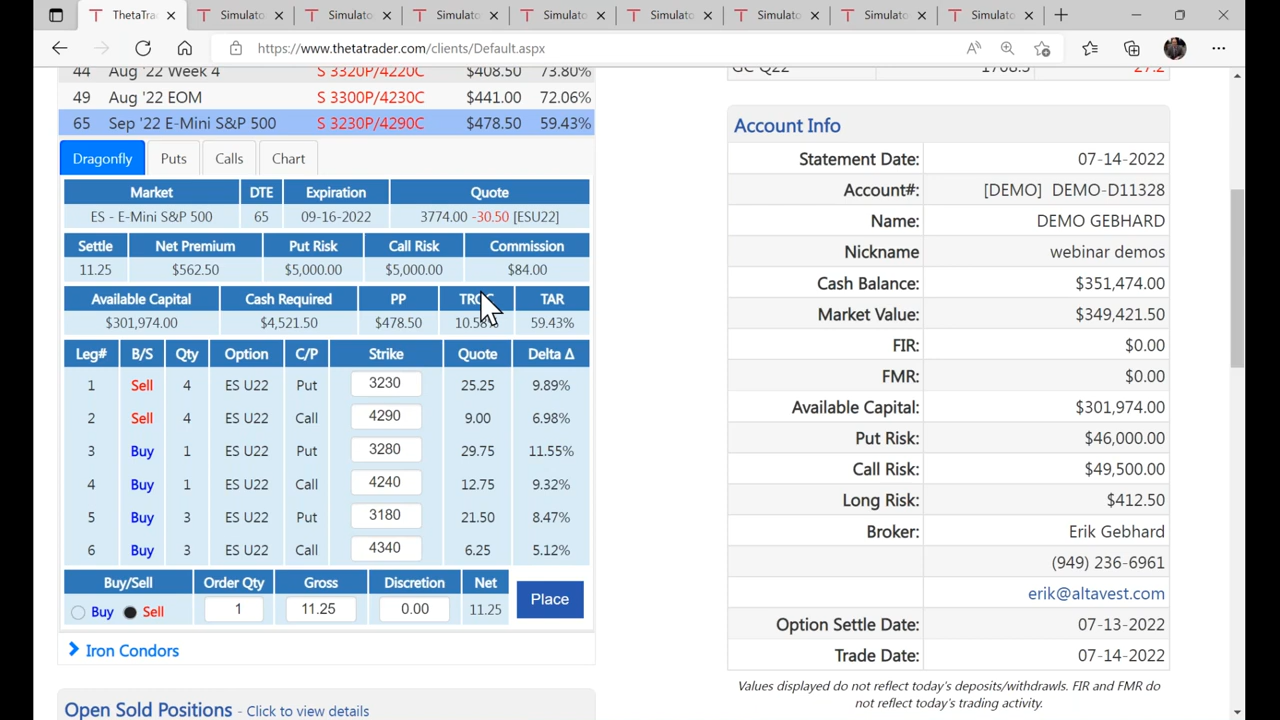 ThetaTra Simulato Simulato Simulato Simulato Simulato Simulato Simulato Simulato
https://www.thetatrader.com/clients/Default.aspx
44 Aug '22 Week 4 S 3320P/4220C $408.50 73.80%
49 Aug '22 EOM S 3300P/4230C $441.00 72.06%
65 Sep '22 E-Mini S&P 500 S 3230P/4290C $478.50 59.43%
Dragonfly Puts Calls Chart
Market DTE Expiration Quote
ES - E-Mini S&P 500 65 09-16-2022 3774.00 -30.50 [ESU22]
Settle Net Premium Put Risk Call Risk Commission
11.25 $562.50 $5,000.00 $5,000.00 $84.00
Available Capital Cash Required PP TROC TAR
$301,974.00 $4,521.50 $478.50 10.58% 59.43%
Leg# B/S Qty Option C/P Strike Quote Delta Δ
1 Sell 4 ES U22 Put 3230 25.25 9.89%
2 Sell 4 ES U22 Call 4290 9.00 6.98%
3 Buy 1 ES U22 Put 3280 29.75 11.55%
4 Buy 1 ES U22 Call 4240 12.75 9.32%
5 Buy 3 ES U22 Put 3180 21.50 8.47%
6 Buy 3 ES U22 Call 4340 6.25 5.12%
Buy/Sell Order Qty Gross Discretion Net
Buy Sell 1 11.25 0.00 11.25 Place
Iron Condors
Open Sold Positions - Click to view details
GC Q22 1708.5 27.2
Account Info
Statement Date: 07-14-2022
Account#: [DEMO] DEMO-D11328
Name: DEMO GEBHARD
Nickname webinar demos
Cash Balance: $351,474.00
Market Value: $349,421.50
FIR: $0.00
FMR: $0.00
Available Capital: $301,974.00
Put Risk: $46,000.00
Call Risk: $49,500.00
Long Risk: $412.50
Broker: Erik Gebhard
(949) 236-6961
erik@altavest.com
Option Settle Date: 07-13-2022
Trade Date: 07-14-2022
Values displayed do not reflect today's deposits/withdrawls. FIR and FMR do
not reflect today's trading activity.